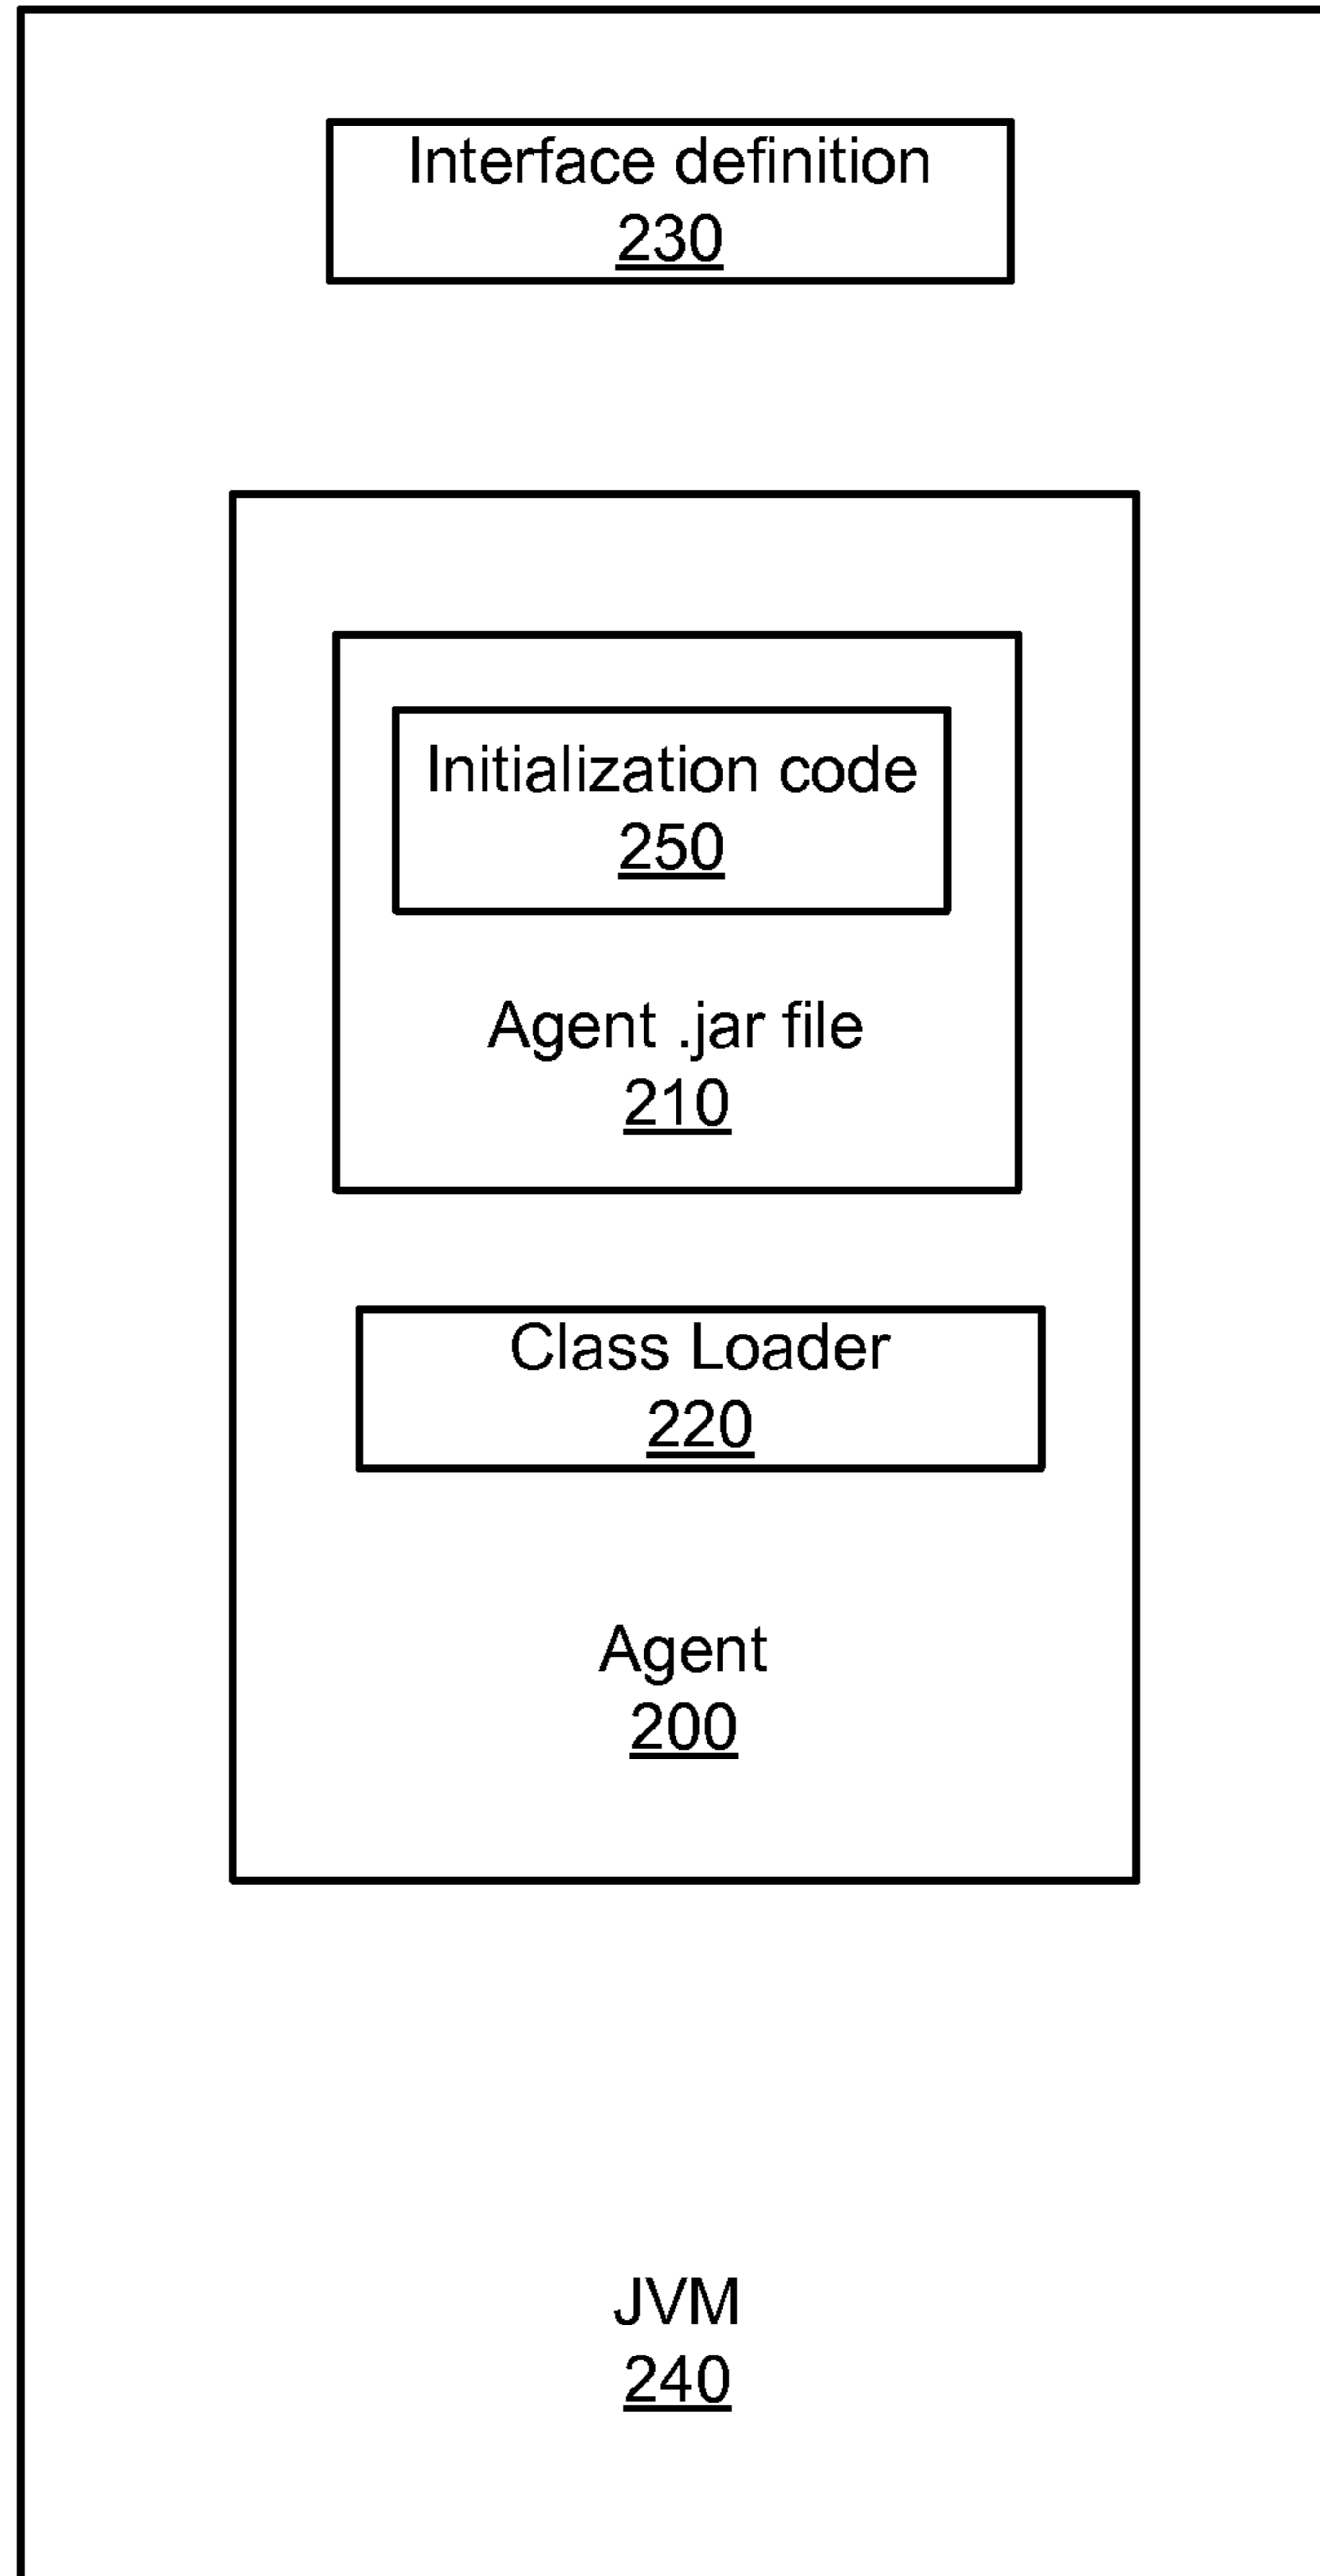 Interface definition
230
Initialization code
250
Agent .jar file
210
Class Loader
220
Agent
200
JVM
240